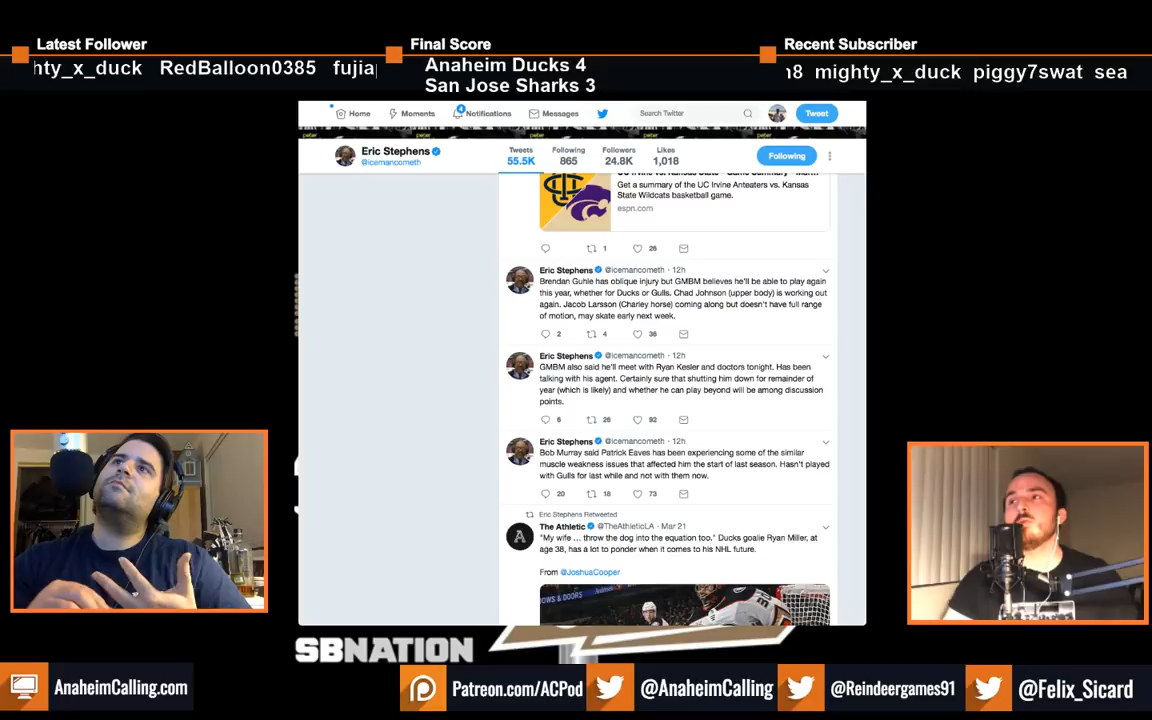 Latest Follower
hty_x_duck RedBalloon0385 fujia
Final Score
Anaheim Ducks 4
San Jose Sharks 3
Recent Subscriber
mighty_x_duck piggy7swat sea
Home Moments Notifications Messages Search Twitter Tweet
peter peter peter peter peter
Eric Stephens
@icemancometh
Tweets 55.5K
Following 865
Followers 24.8K
Likes 1,018
Following
UC Irvine vs. Kansas State - Game Summary -
Get a summary of the UC Irvine Anteaters vs. Kansas
State Wildcats basketball game.
espn.com
1 26
Eric Stephens @icemancometh · 12h
Brendan Guhle has oblique injury but GMBM believes he'll be able to play again
this year, whether for Ducks or Gulls. Chad Johnson (upper body) is working out
again. Jacob Larsson (Charley horse) coming along but doesn't have full range
of motion, may skate early next week.
2 4 36
Eric Stephens @icemancometh · 12h
GMBM also said he'll meet with Ryan Kesler and doctors tonight. Has been
talking with his agent. Certainly sure that shutting him down for remainder of
year (which is likely) and whether he can play beyond will be among discussion
points.
6 26 92
Eric Stephens @icemancometh · 12h
Bob Murray said Patrick Eaves has been experiencing some of the similar
muscle weakness issues that affected him the start of last season. Hasn't played
with Gulls for last while and not with them now.
20 16 73
Eric Stephens Retweeted
The Athletic @TheAthleticLA · Mar 21
"My wife ... throw the dog into the equation too." Ducks goalie Ryan Miller, at
age 38, has a lot to ponder when it comes to his NHL future.
From @JoshuaCooper
SBNATION
AnaheimCalling.com
Patreon.com/ACPod
@AnaheimCalling
@Reindeergames91
@Felix_Sicard